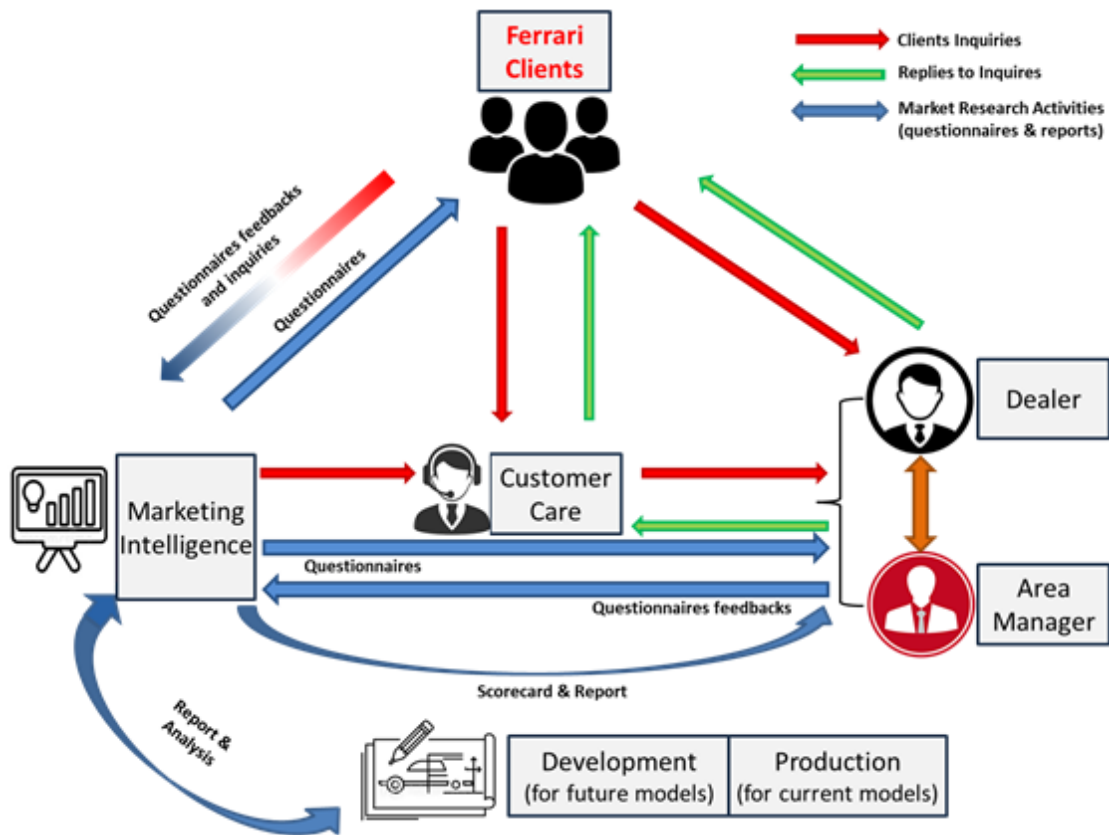 Ferrari
Clients
Clients Inquiries
Replies to Inquires
Market Research Activities
(questionnaires & reports)
Questionnaires feedbacks
and inquiries
Questionnaires
Dealer
Marketing
Intelligence
Customer
Care
Questionnaires
Questionnaires feedbacks
Area
Manager
Scorecard & Report
Report &
Analysis
Development
(for future models)
Production
(for current models)